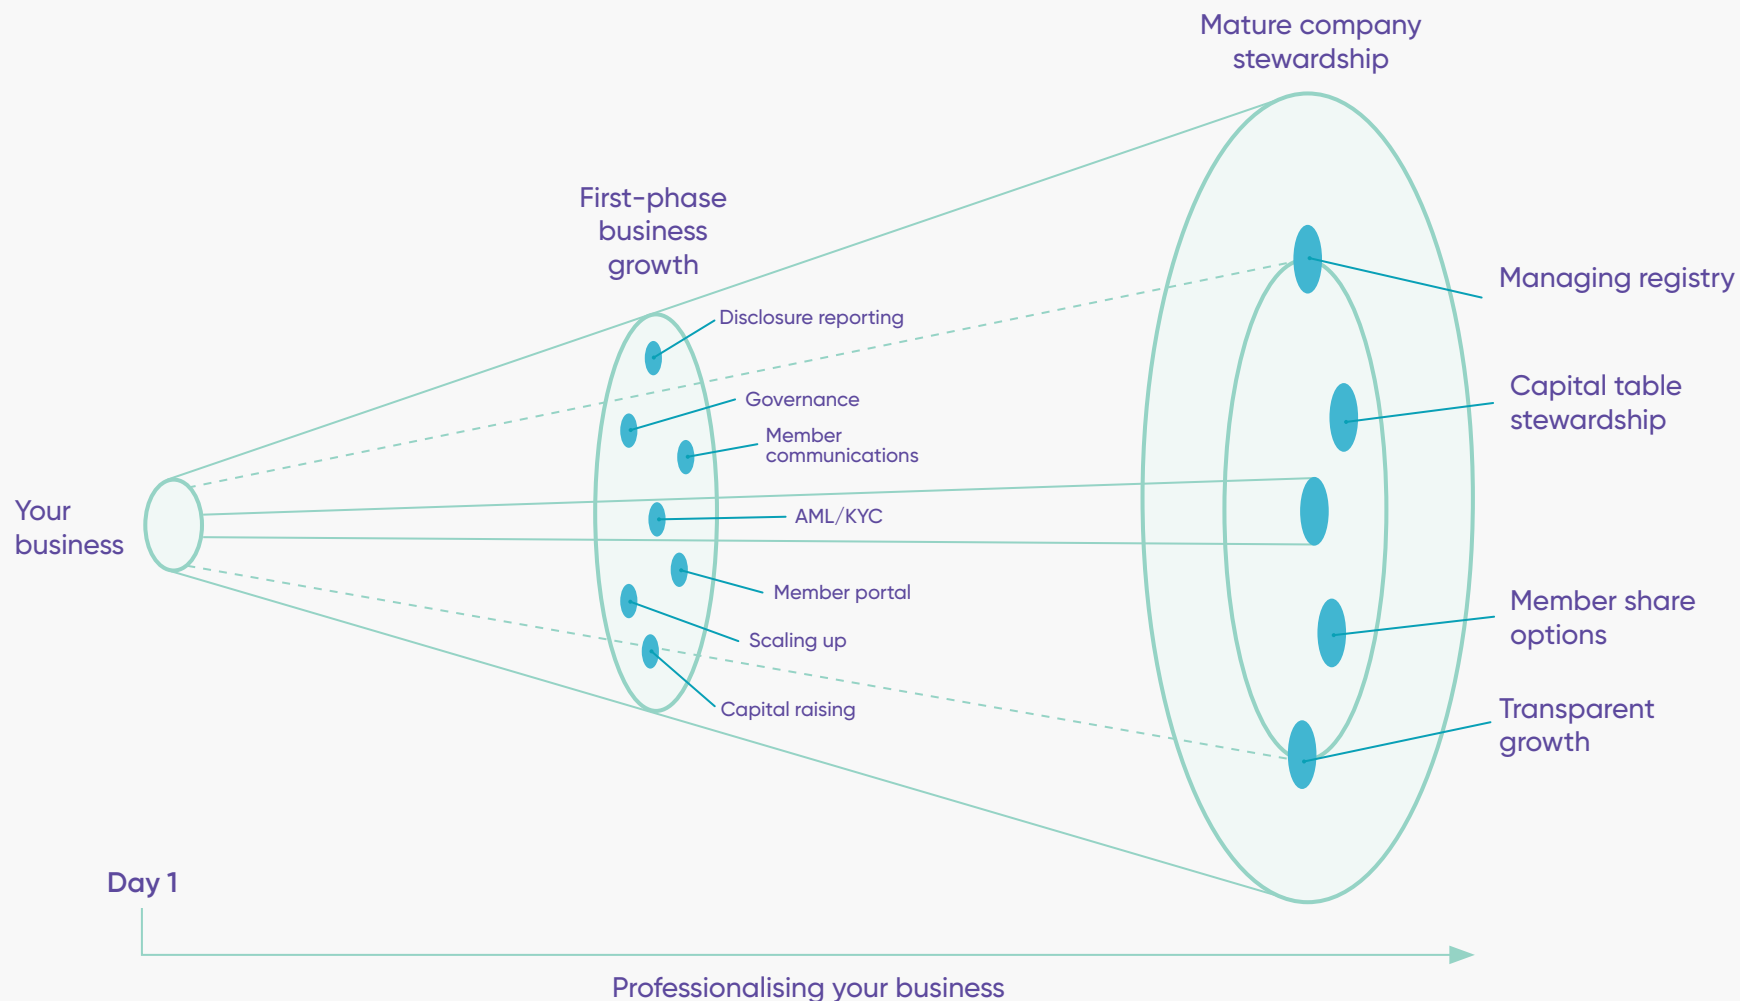 Mature company
stewardship
First-phase
business
growth
Disclosure reporting
Governance
Member
communications
AML/KYC
Member portal
Scaling up
Capital raising
Managing registry
Capital table
stewardship
Member share
options
Transparent
growth
Your
business
Day 1
Professionalising your business